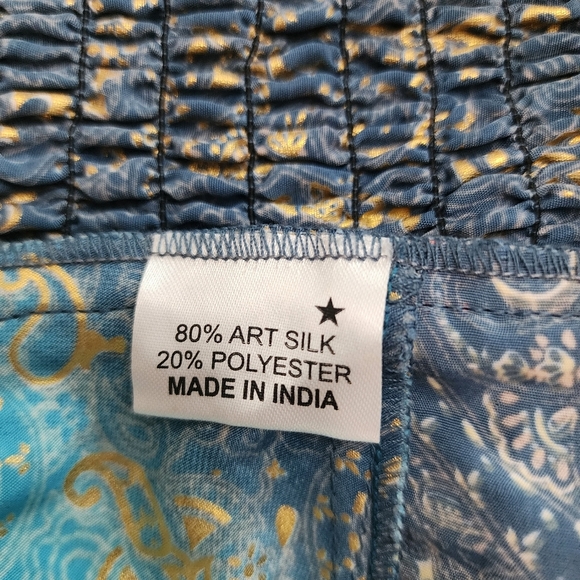 80% ART SILK
20% POLYESTER
MADE IN INDIA